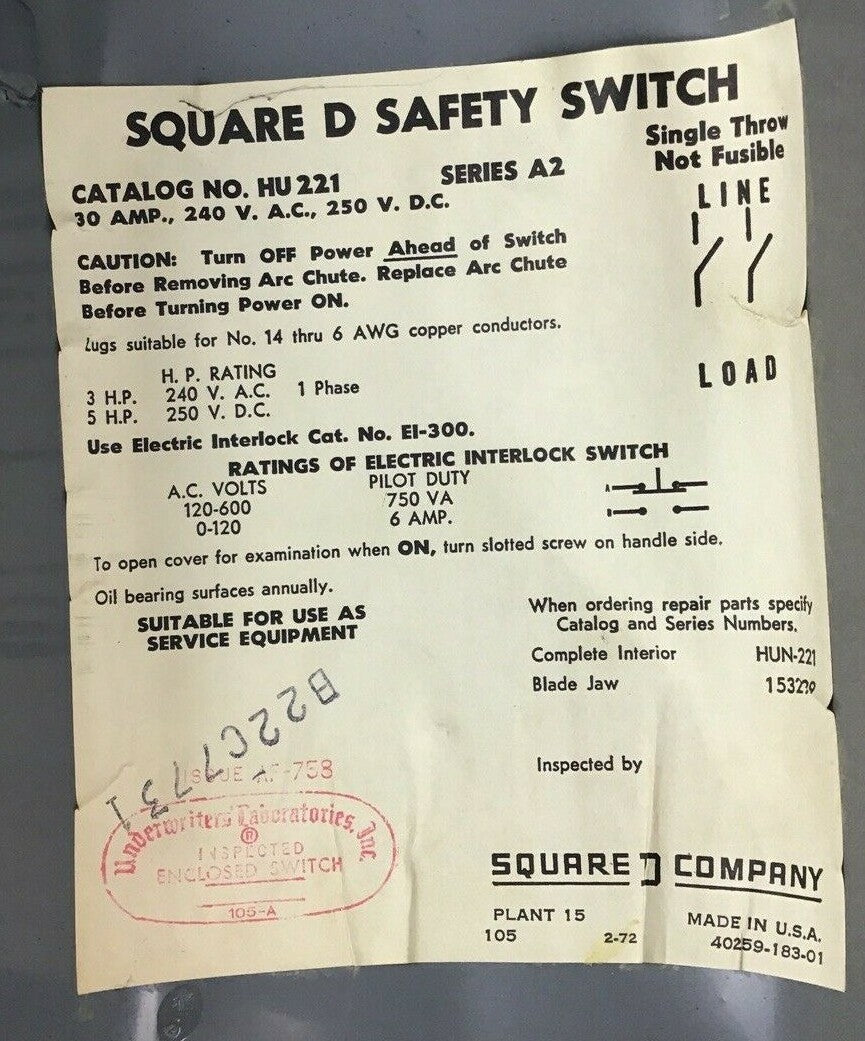 SQUARE D SAFETY SWITCH
Single Throw
Not Fusible
CATALOG NO. HU 221 SERIES A2
30 AMP., 240 V. A.C., 250 V. D.C.
LINE
CAUTION: Turn OFF Power Ahead of Switch
Before Removing Arc Chute. Replace Arc Chute
Before Turning Power ON.
Lugs suitable for No. 14 thru 6 AWG copper conductors.
LOAD
H. P. RATING
3 H.P. 240 V. A.C. 1 Phase
5 H.P. 250 V. D.C.
Use Electric Interlock Cat. No. EI-300.
RATINGS OF ELECTRIC INTERLOCK SWITCH
A.C. VOLTS PILOT DUTY
120-600 750 VA
0-120 6 AMP.
To open cover for examination when ON, turn slotted screw on handle side.
Oil bearing surfaces annually.
SUITABLE FOR USE AS
SERVICE EQUIPMENT
When ordering repair parts specify
Catalog and Series Numbers.
Complete Interior HUN-221
Blade Jaw
Inspected by
B22C7731
ISSUE AF-758
Underwriters' Laboratories, Inc.
®
INSPECTED
ENCLOSED SWITCH
105-A
SQUARE D COMPANY
PLANT 15
105 2-72
MADE IN U.S.A.
40259-183-01